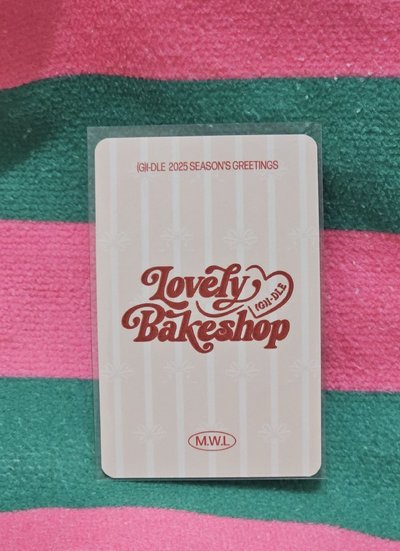 (G)I-DLE 2025 SEASON'S GREETINGS
Lovely
(G)I-DLE
Bakeshop
M.W.L